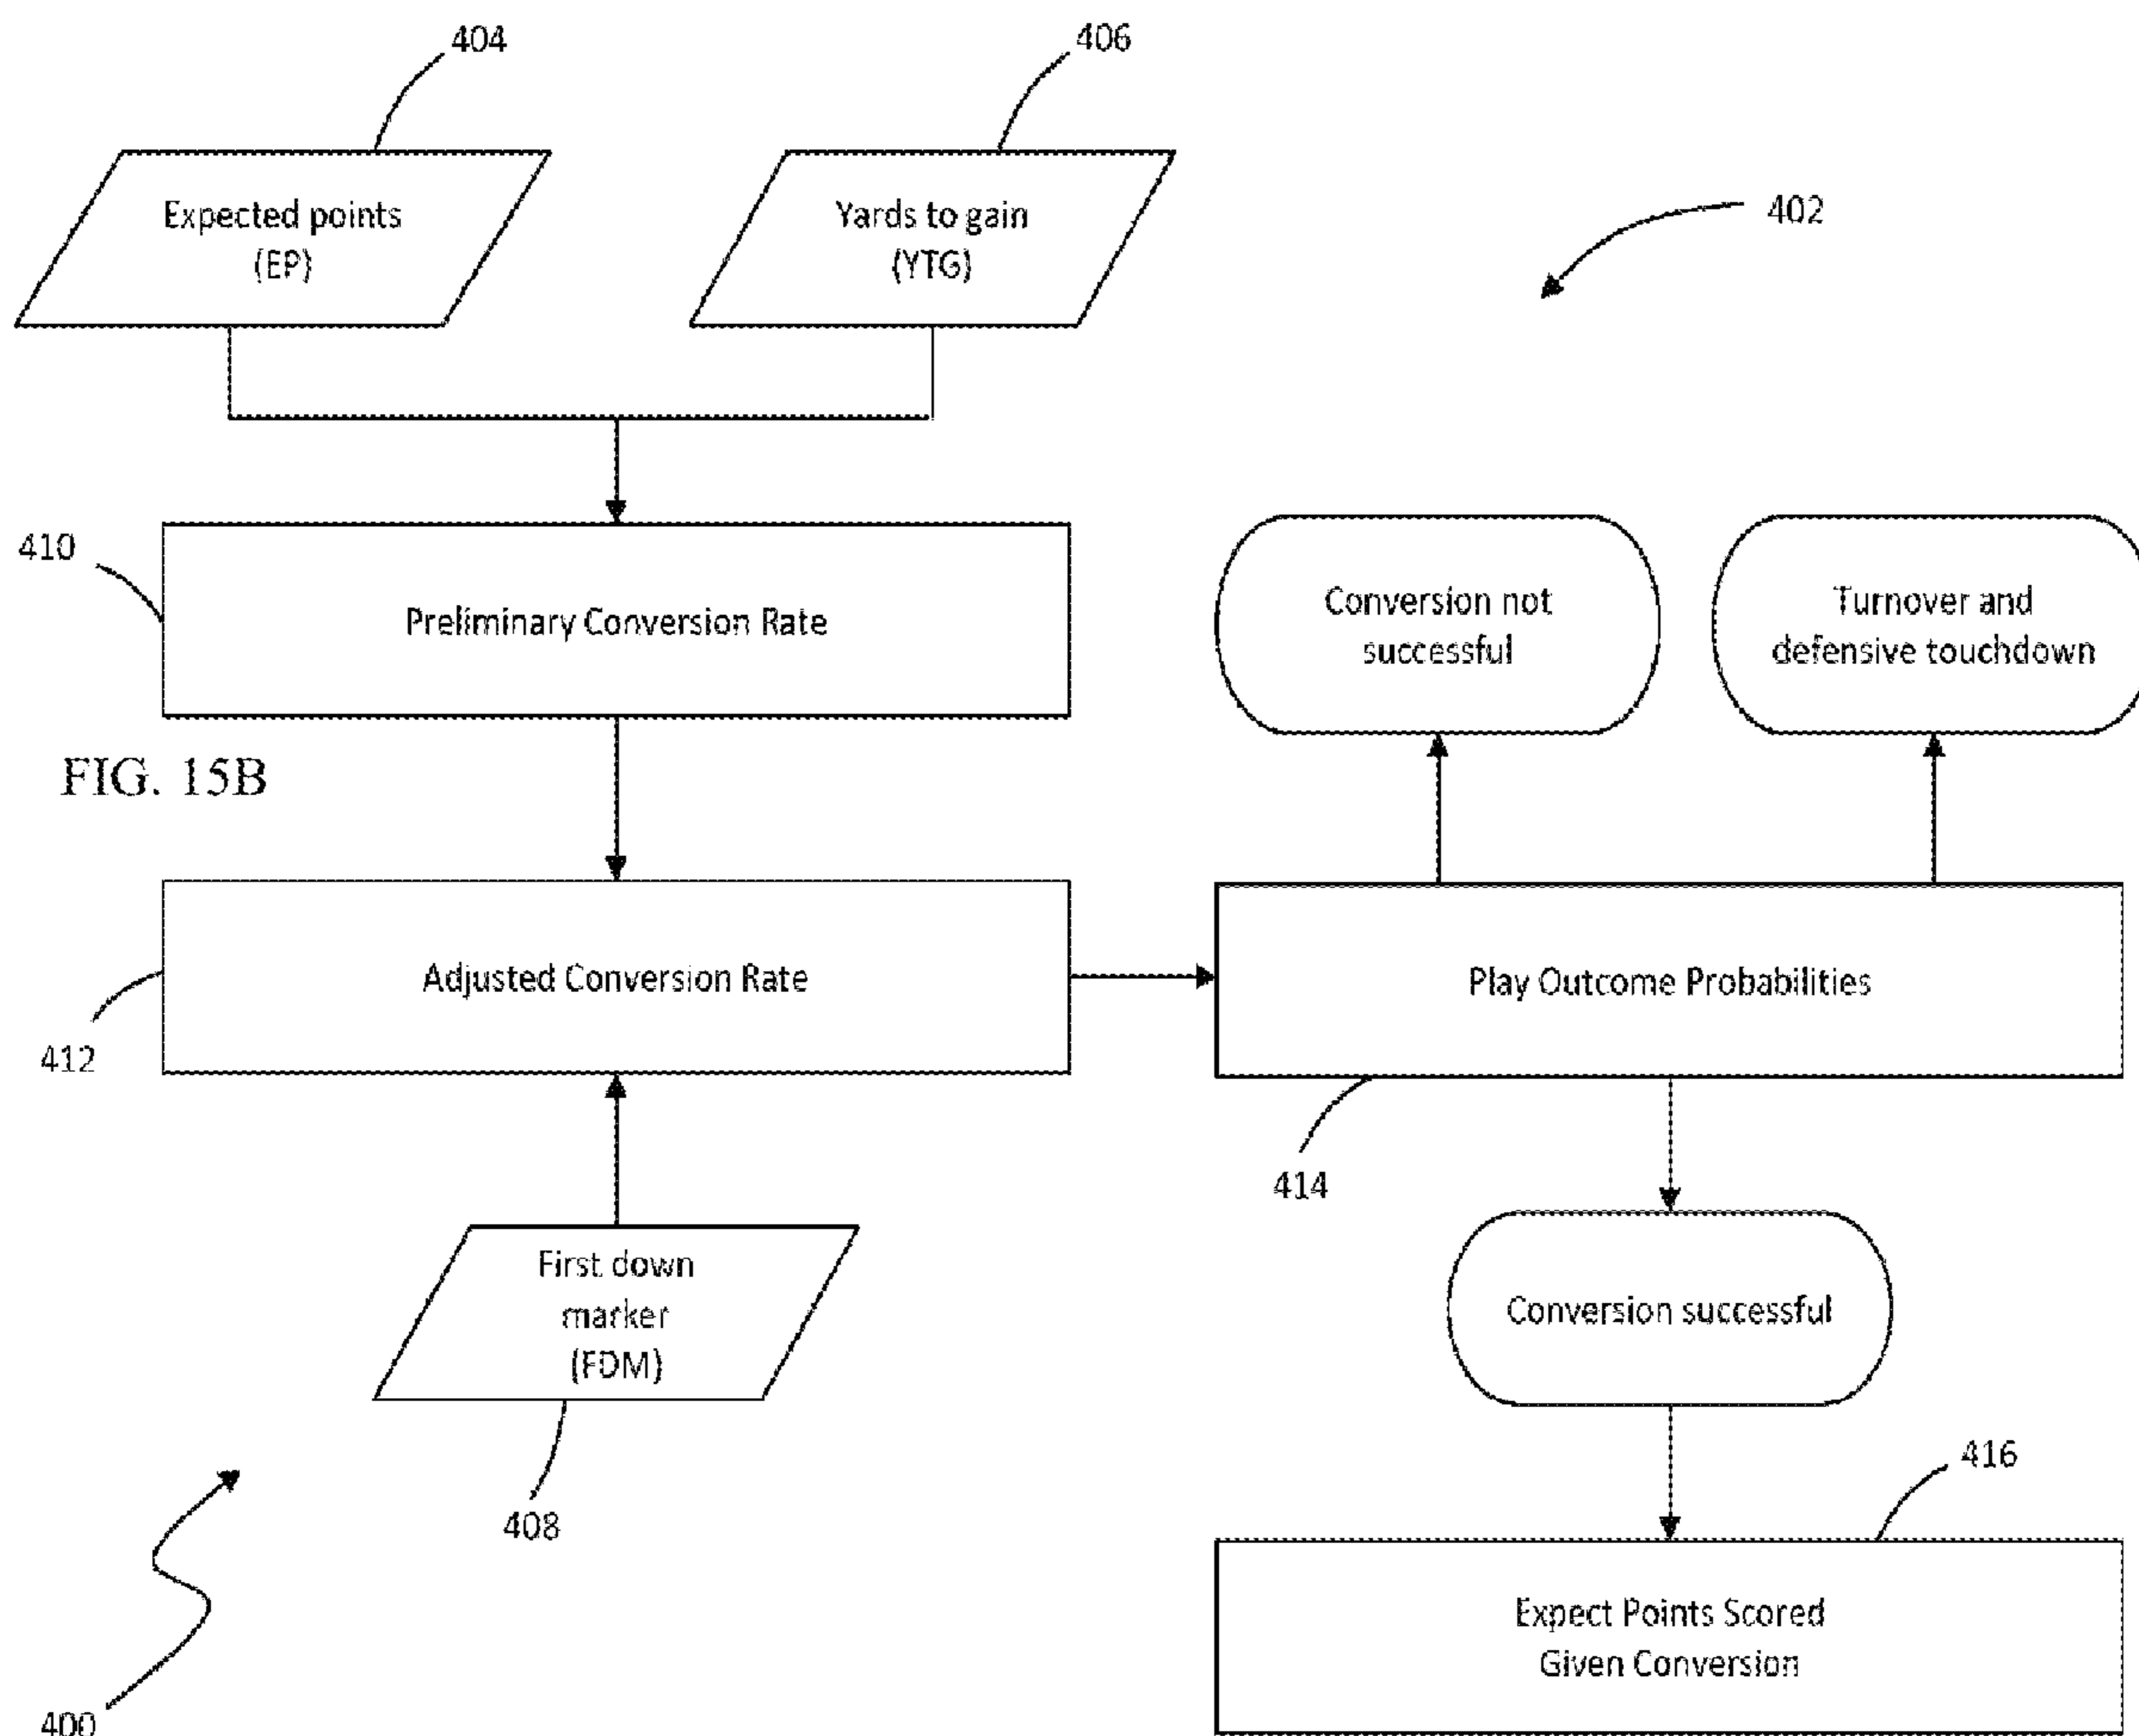 404
406
Expected points
(EP)
Yards to gain
(YTG)
402
410
Preliminary Conversion Rate
Conversion not
successful
Turnover and
defensive touchdown
FIG. 15B
Adjusted Conversion Rate
Play Outcome Probabilities
412
414
First down
marker
(FDM)
Conversion successful
408
416
Expect Points Scored
Given Conversion
400